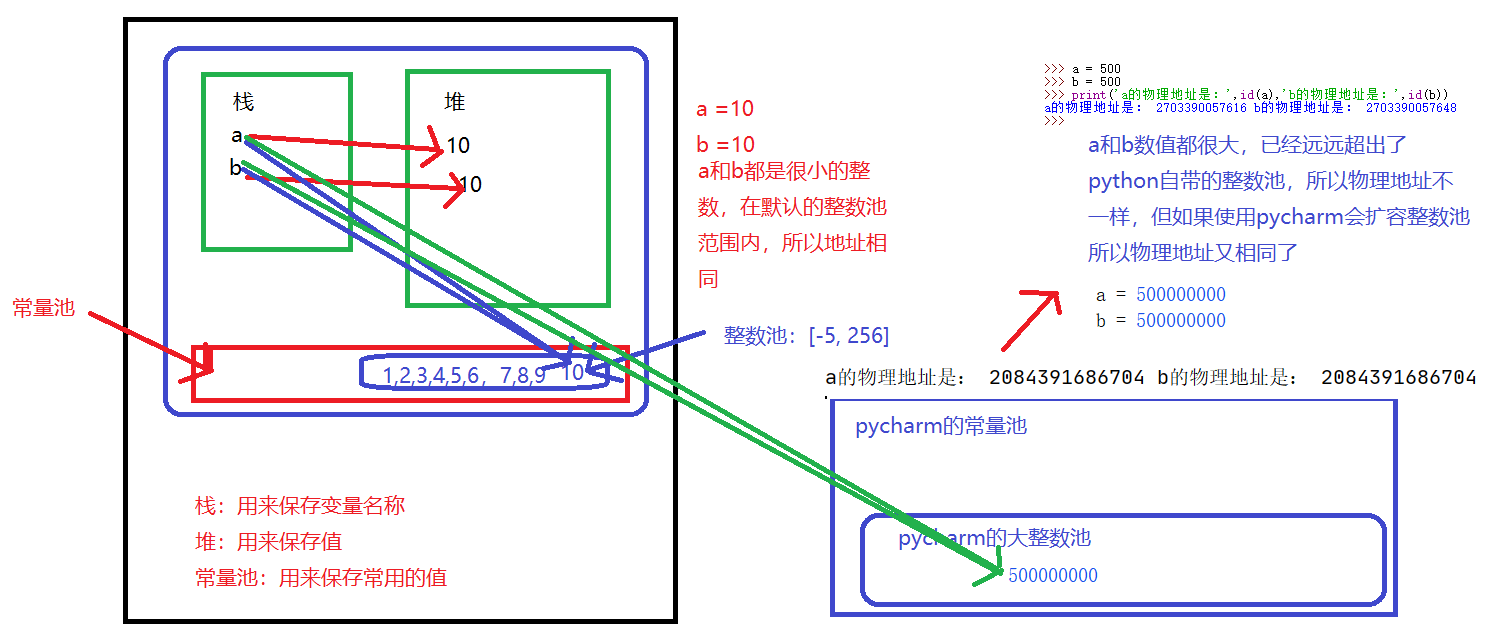 栈
堆
a
b
10
10
常量池
1,2,3,4,5,6，7,8,9
10
栈：用来保存变量名称
堆：用来保存值
常量池：用来保存常用的值
a =10
b =10
a和b都是很小的整
数，在默认的整数池
范围内，所以地址相
同
整数池：[-5, 256]
>>> a = 500
>>> b = 500
>>> print('a的物理地址是：',id(a),'b的物理地址是：',id(b))
a的物理地址是： 2703390057616 b的物理地址是： 2703390057648
>>>
a和b数值都很大，已经远远超出了
python自带的整数池，所以物理地址不
一样，但如果使用pycharm会扩容整数池
所以物理地址又相同了
a = 500000000
b = 500000000
a的物理地址是： 2084391686704 b的物理地址是： 2084391686704
pycharm的常量池
pycharm的大整数池
500000000